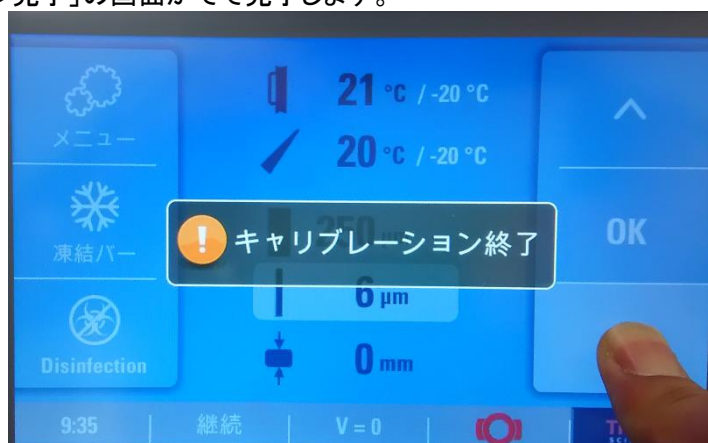 完了」の画面がでて完了します。
メニュー
21 °C / -20 °C
20 °C / -20 °C
凍結バー
キャリブレーション終了
OK
6 µm
Disinfection
0 mm
9:35
継続
V = 0